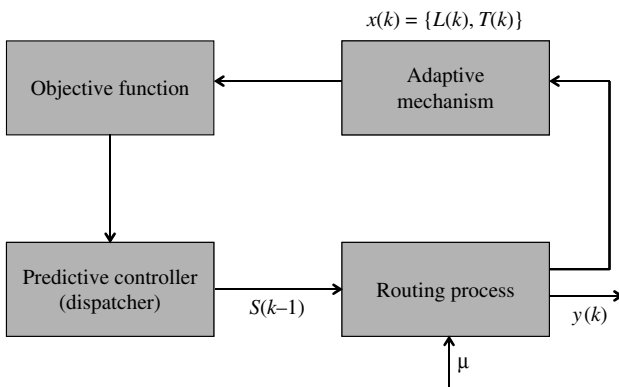 x(k) = {L(k), T(k)}
Objective function
Adaptive
mechanism
Predictive controller
(dispatcher)
S(k–1)
Routing process
y(k)
μ